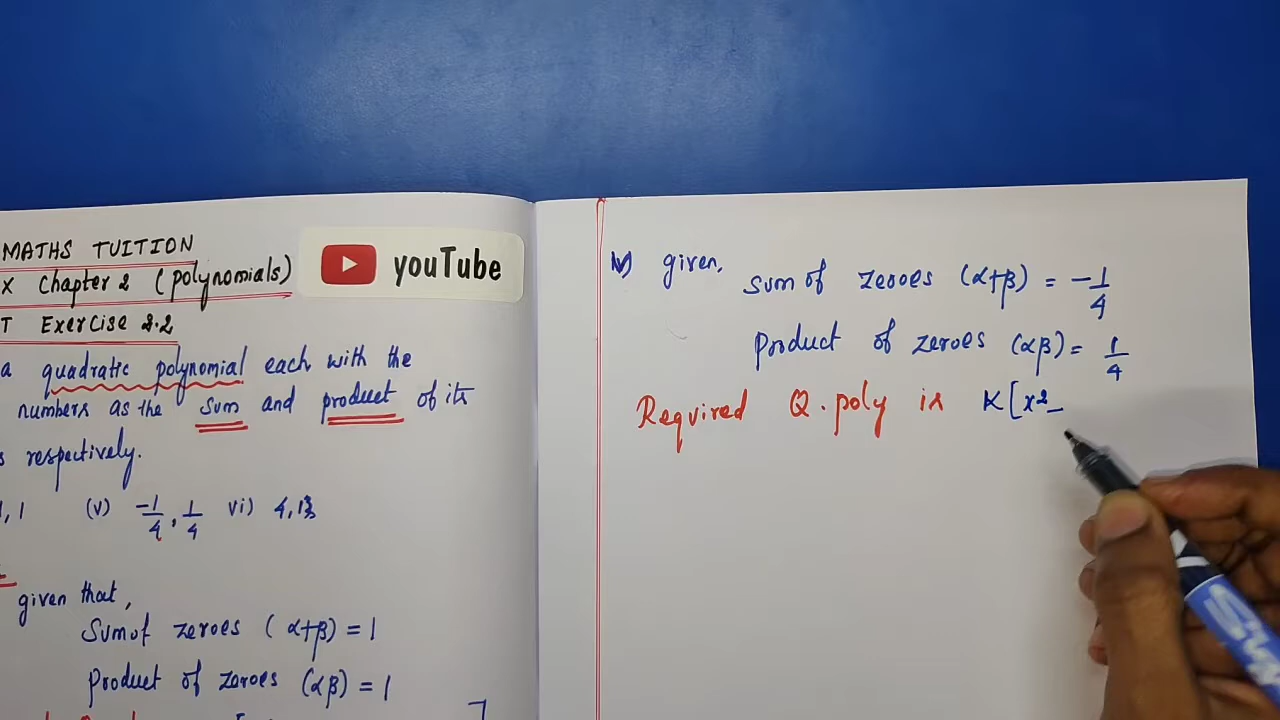 MATHS TUITION
X Chapter 2 (polynomials)
T Exercise 2.2
a quadratic polynomial each with the
numbers as the sum and product of its
s respectively.
1, 1 (v) -1/4, 1/4 vi) 4,1
given that,
Sum of zeroes (α+β) = 1
Product of zeroes (αβ) = 1
youTube
v) given,
Sum of zeroes (α+β) = -1/4
product of zeroes (αβ) = 1/4
Required Q.poly is K[x²-